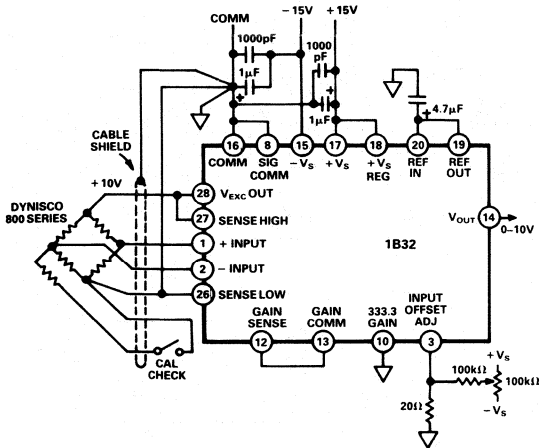 COMM
−15V
+15V
1000pF
1µF
+
1000
pF
+
1µF
+
4.7µF
CABLE
SHIELD
16
8
15
17
18
20
19
COMM
SIG
COMM
−VS
+VS
+VS
REG
REF
IN
REF
OUT
DYNISCO
800 SERIES
+10V
28
VEXC OUT
27
SENSE HIGH
1
+ INPUT
2
− INPUT
26
SENSE LOW
1B32
VOUT
14
0–10V
CAL
CHECK
GAIN
SENSE
GAIN
COMM
333.3
GAIN
INPUT
OFFSET
ADJ
12
13
10
3
100kΩ
+VS
100kΩ
−VS
20Ω